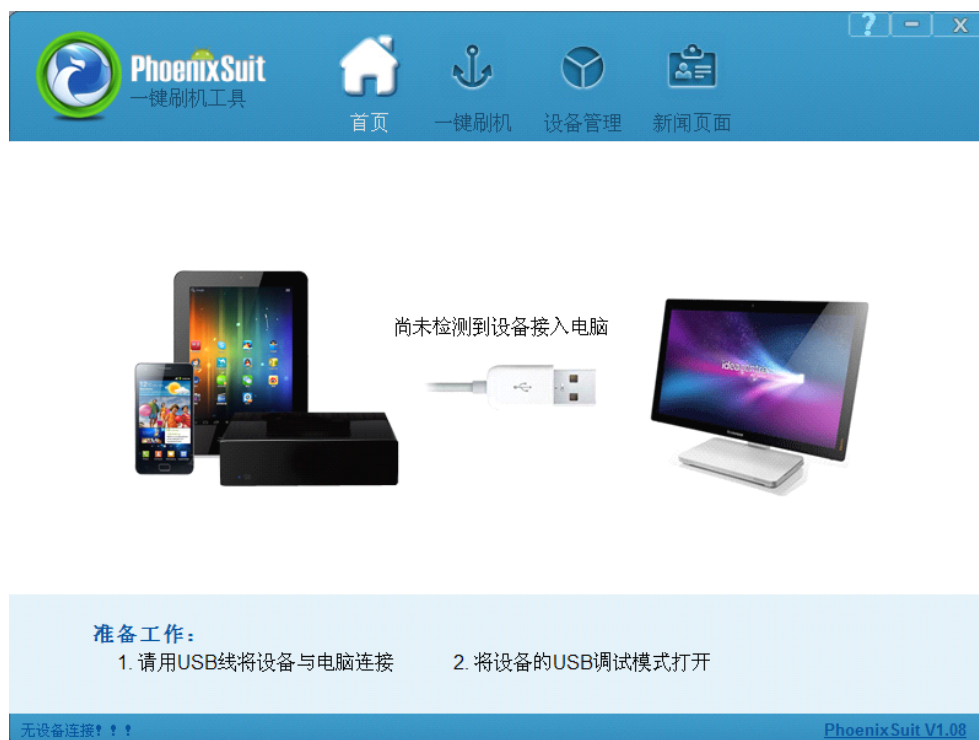 ? － X
PhoenixSuit
一键刷机工具
首页 一键刷机 设备管理 新闻页面
尚未检测到设备接入电脑
准备工作：
1. 请用USB线将设备与电脑连接 2. 将设备的USB调试模式打开
无设备连接！！！ PhoenixSuit V1.08